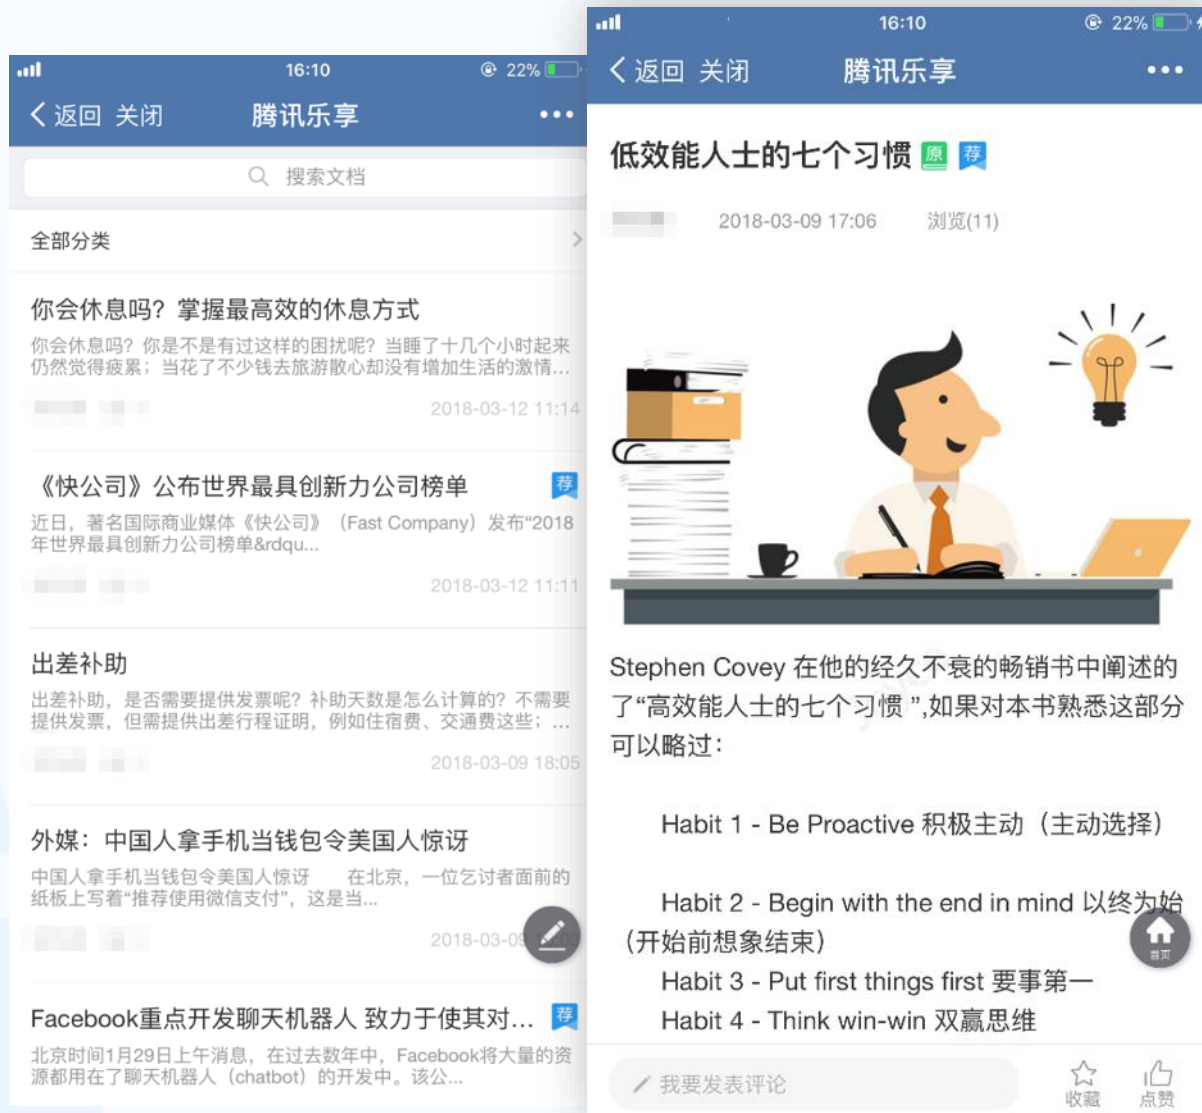 16:10
22%
返回 关闭
腾讯乐享
搜索文档
全部分类
你会休息吗？掌握最高效的休息方式
你会休息吗？你是不是有过这样的困扰呢？当睡了十几个小时起来
仍然觉得疲累；当花了不少钱去旅游散心却没有增加生活的激情...
2018-03-12 11:14
《快公司》公布世界最具创新力公司榜单
荐
近日，著名国际商业媒体《快公司》（Fast Company）发布“2018
年世界最具创新力公司榜单&rdqu...
2018-03-12 11:11
出差补助
出差补助，是否需要提供发票呢？补助天数是怎么计算的？不需要
提供发票，但需提供出差行程证明，例如住宿费、交通费这些；...
2018-03-09 18:05
外媒：中国人拿手机当钱包令美国人惊讶
中国人拿手机当钱包令美国人惊讶 在北京，一位乞讨者面前的
纸板上写着“推荐使用微信支付”，这是当...
2018-03-09
Facebook重点开发聊天机器人 致力于使其对...
荐
北京时间1月29日上午消息，在过去数年中，Facebook将大量的资
源都用在了聊天机器人（chatbot）的开发中。该公...
16:10
22%
返回 关闭
腾讯乐享
低效能人士的七个习惯 原 荐
2018-03-09 17:06 浏览(11)
Stephen Covey 在他的经久不衰的畅销书中阐述的
了“高效能人士的七个习惯 ”,如果对本书熟悉这部分
可以略过：
Habit 1 - Be Proactive 积极主动（主动选择）
Habit 2 - Begin with the end in mind 以终为始
（开始前想象结束）
Habit 3 - Put first things first 要事第一
Habit 4 - Think win-win 双赢思维
首页
我要发表评论
收藏
点赞